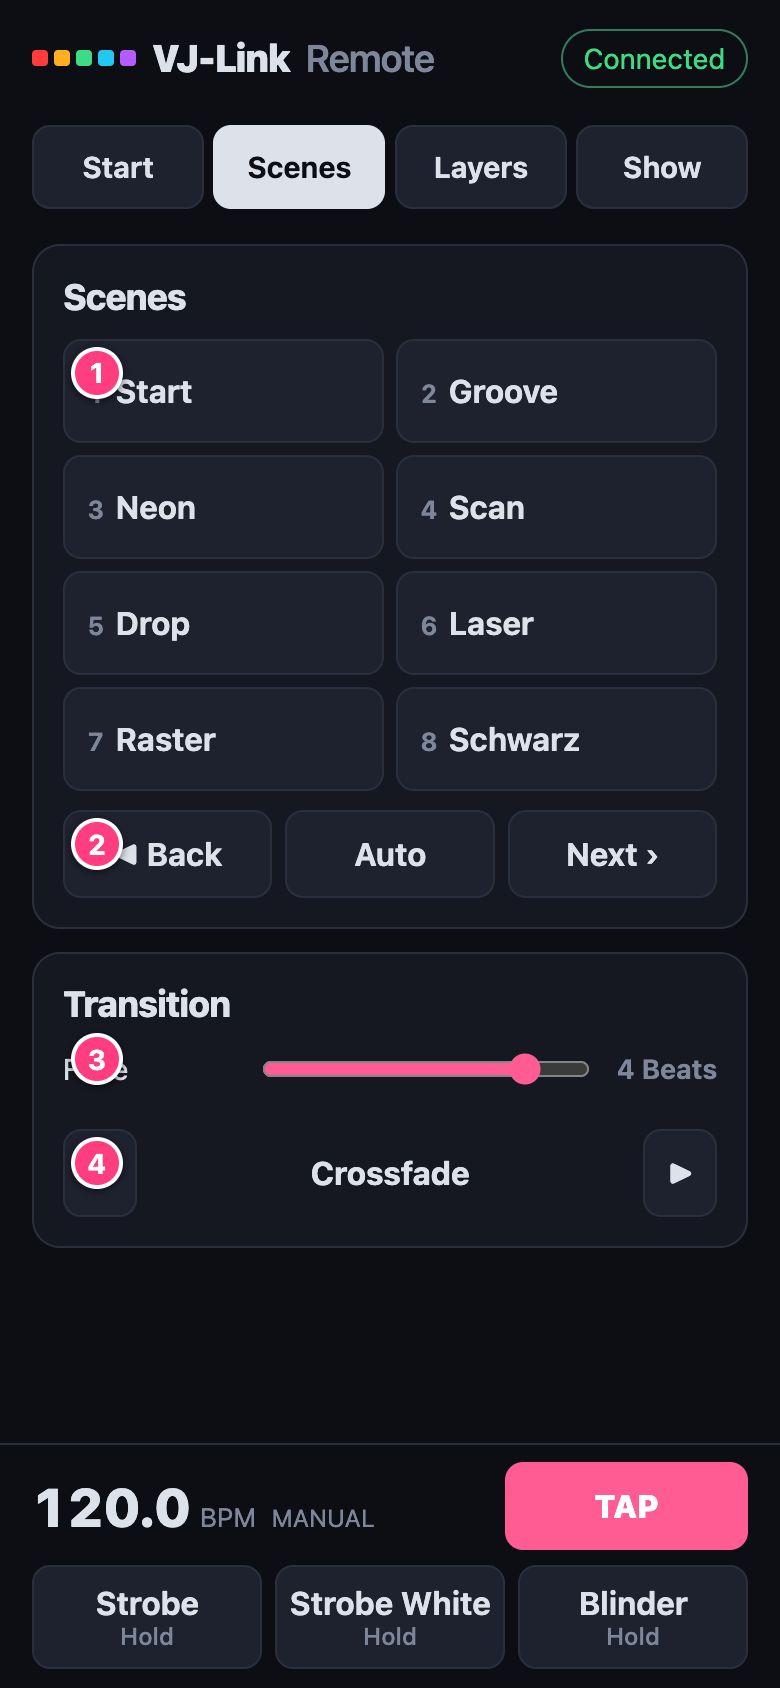 VJ-Link Remote
Connected
Start
Scenes
Layers
Show
Scenes
1
Start
2 Groove
3 Neon
4 Scan
5 Drop
6 Laser
7 Raster
8 Schwarz
2
◀ Back
Auto
Next ›
Transition
3
4 Beats
4
Crossfade
▶
120.0 BPM MANUAL
TAP
Strobe
Hold
Strobe White
Hold
Blinder
Hold